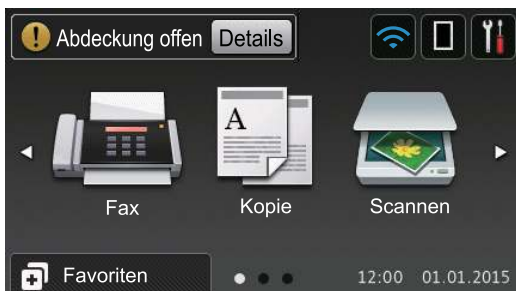 Abdeckung offen Details
A
Fax Kopie Scannen
Favoriten 12:00 01.01.2015